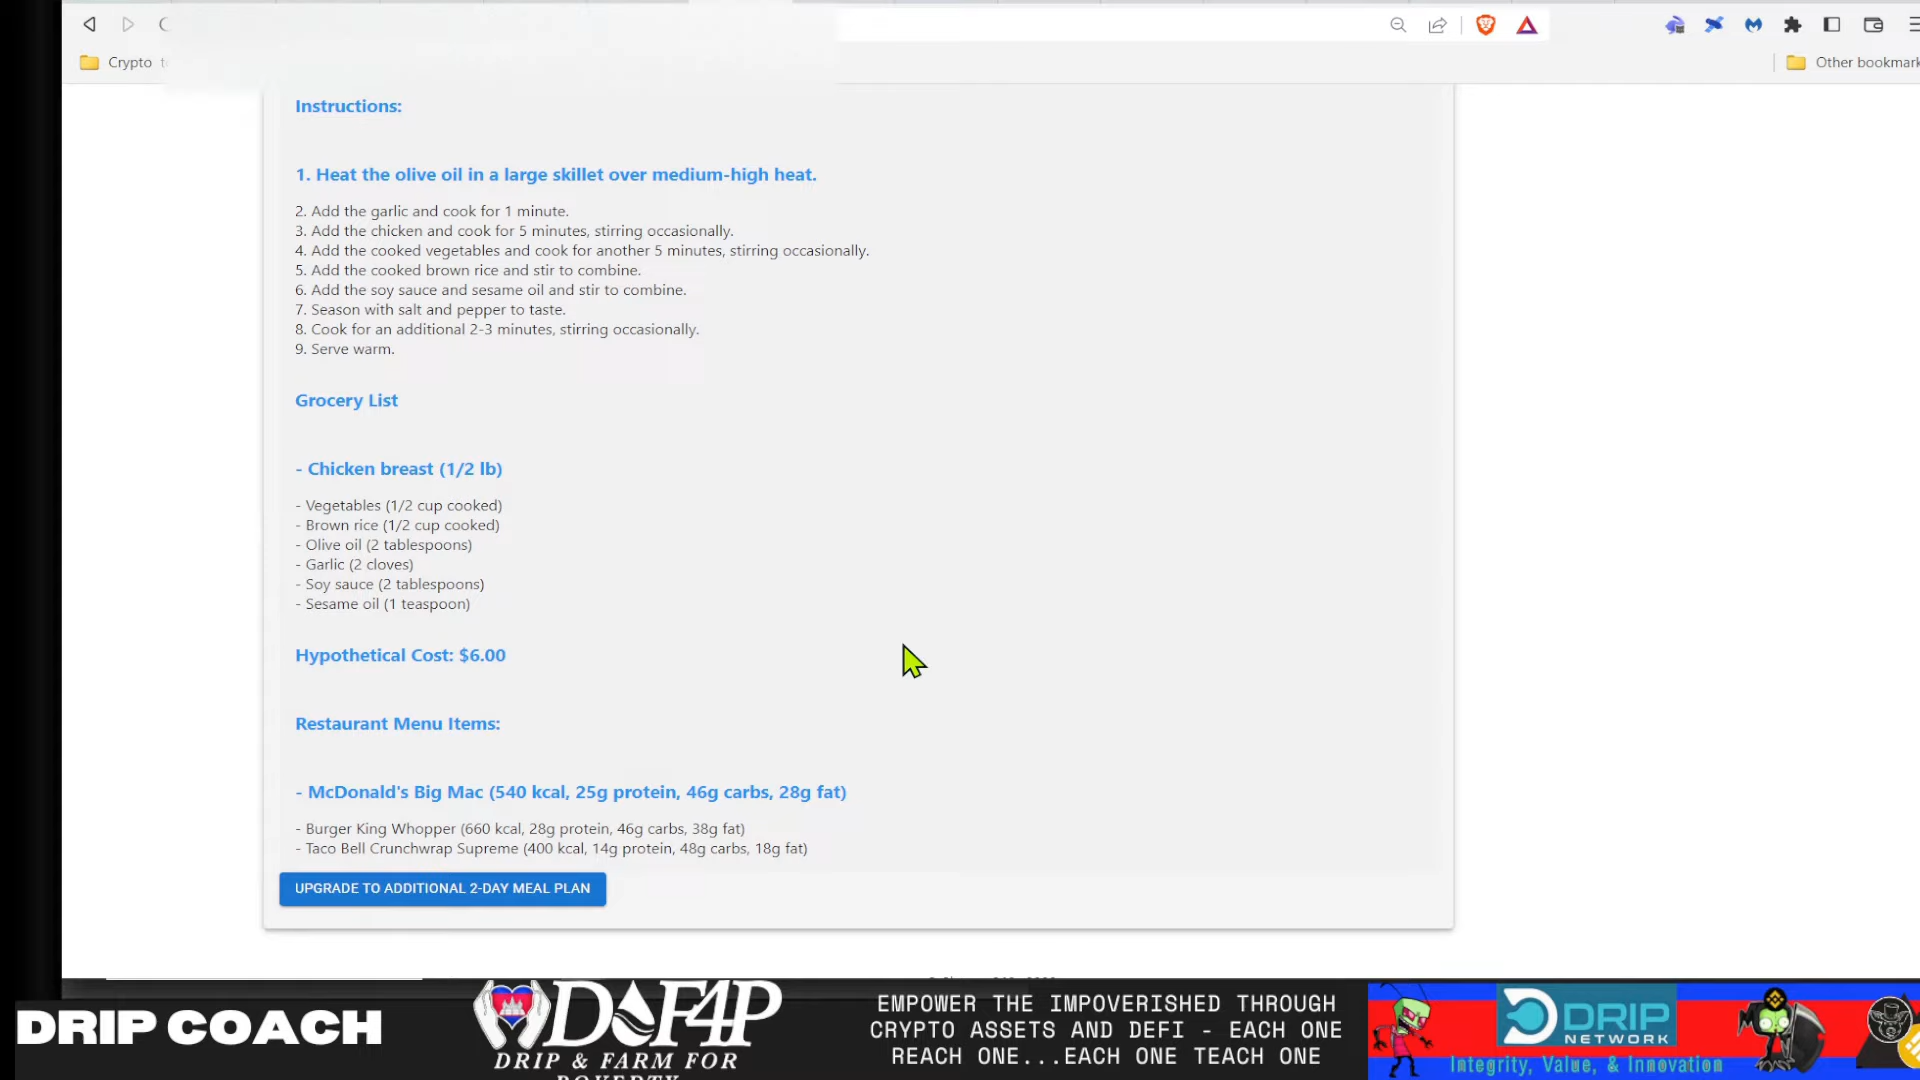 Crypto
Other bookmark
Instructions:
1. Heat the olive oil in a large skillet over medium-high heat.
2. Add the garlic and cook for 1 minute.
3. Add the chicken and cook for 5 minutes, stirring occasionally.
4. Add the cooked vegetables and cook for another 5 minutes, stirring occasionally.
5. Add the cooked brown rice and stir to combine.
6. Add the soy sauce and sesame oil and stir to combine.
7. Season with salt and pepper to taste.
8. Cook for an additional 2-3 minutes, stirring occasionally.
9. Serve warm.
Grocery List
- Chicken breast (1/2 lb)
- Vegetables (1/2 cup cooked)
- Brown rice (1/2 cup cooked)
- Olive oil (2 tablespoons)
- Garlic (2 cloves)
- Soy sauce (2 tablespoons)
- Sesame oil (1 teaspoon)
Hypothetical Cost: $6.00
Restaurant Menu Items:
- McDonald's Big Mac (540 kcal, 25g protein, 46g carbs, 28g fat)
- Burger King Whopper (660 kcal, 28g protein, 46g carbs, 38g fat)
- Taco Bell Crunchwrap Supreme (400 kcal, 14g protein, 48g carbs, 18g fat)
UPGRADE TO ADDITIONAL 2-DAY MEAL PLAN
DRIP COACH
D&F4P
DRIP & FARM FOR
POVERTY
EMPOWER THE IMPOVERISHED THROUGH
CRYPTO ASSETS AND DEFI - EACH ONE
REACH ONE...EACH ONE TEACH ONE
DRIP
NETWORK
Integrity, Value, & Innovation